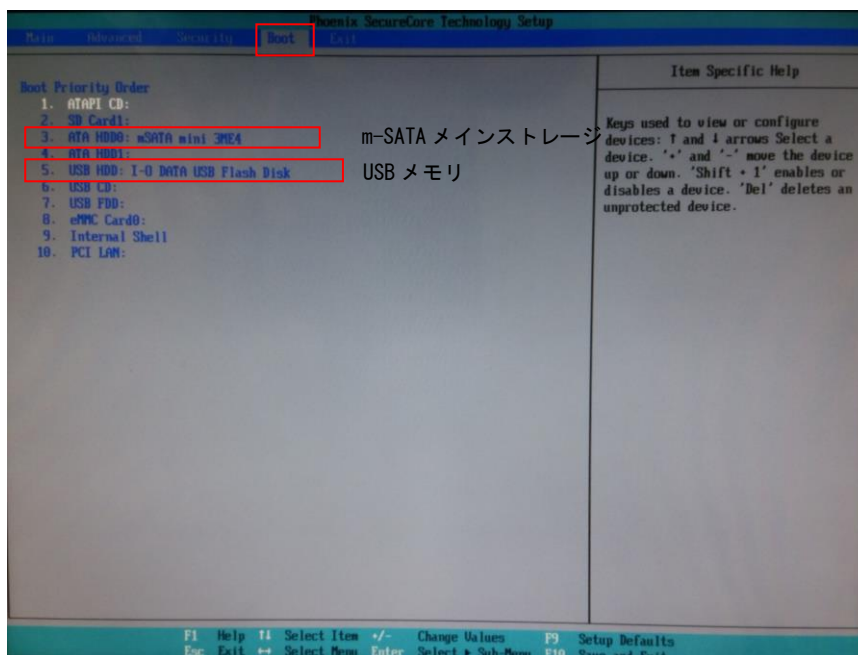 Phoenix SecureCore Technology Setup
Main Advanced Security Boot Exit
Item Specific Help
Boot Priority Order
1. ATAPI CD:
2. SD Card1:
3. ATA HDD0: mSATA mini 3ME4
m-SATA メインストレージ
4. ATA HDD1:
5. USB HDD: I-O DATA USB Flash Disk
USB メモリ
6. USB CD:
7. USB FDD:
8. eMMC Card0:
9. Internal Shell
10. PCI LAN:
Keys used to view or configure
devices: ↑ and ↓ arrows Select a
device. '+' and '-' move the device
up or down. 'Shift + 1' enables or
disables a device. 'Del' deletes an
unprotected device.
F1 Help ↑↓ Select Item +/- Change Values F9 Setup Defaults
Esc Exit ↔ Select Menu Enter Select ▶ Sub-Menu F10 Save and Exit